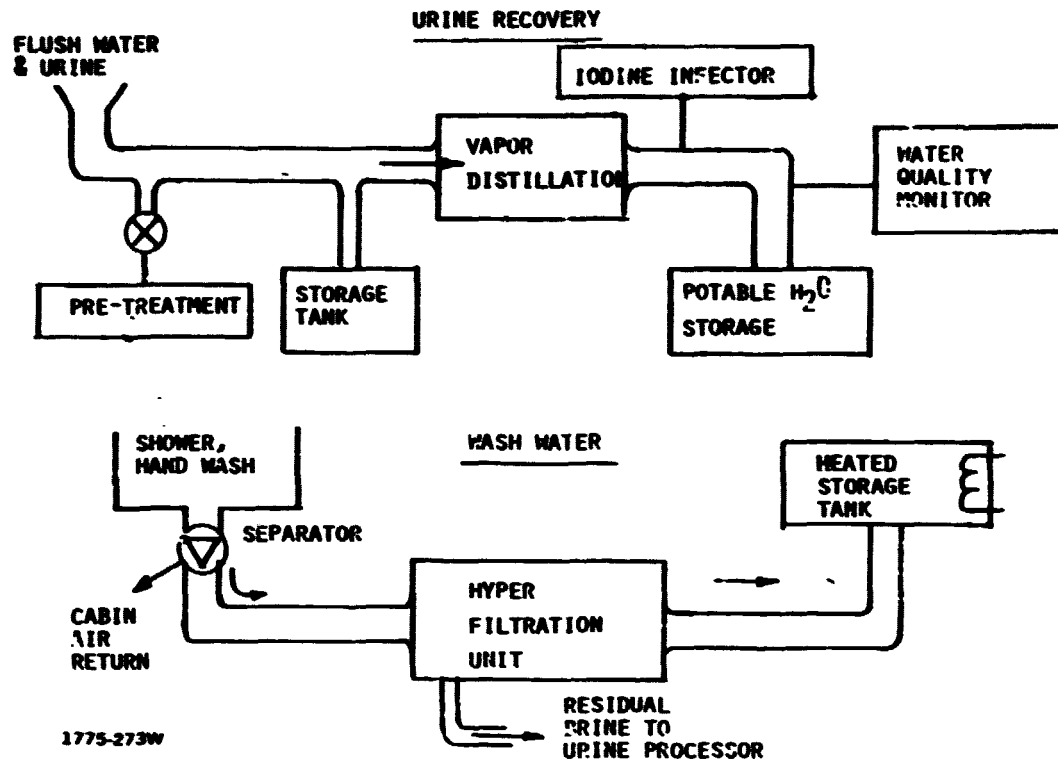 URINE RECOVERY
FLUSH WATER
& URINE
IODINE INFECTOR
VAPOR
DISTILLATION
WATER
QUALITY
MONITOR
PRE-TREATMENT
STORAGE
TANK
POTABLE H2O
STORAGE
SHOWER,
HAND WASH
WASH WATER
HEATED
STORAGE
TANK
SEPARATOR
HYPER
FILTRATION
UNIT
CABIN
AIR
RETURN
RESIDUAL
BRINE TO
URINE PROCESSOR
1775-273W